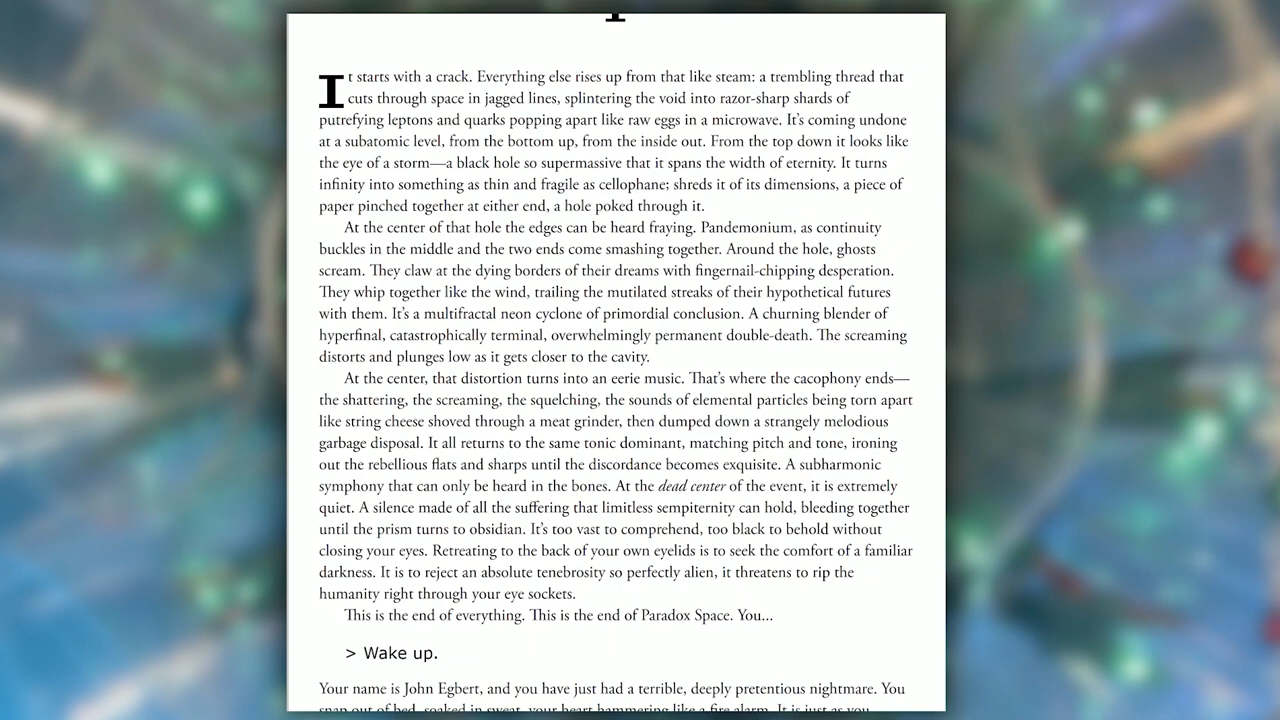 It starts with a crack. Everything else rises up from that like steam: a trembling thread that
cuts through space in jagged lines, splintering the void into razor-sharp shards of
putrefying leptons and quarks popping apart like raw eggs in a microwave. It’s coming undone
at a subatomic level, from the bottom up, from the inside out. From the top down it looks like
the eye of a storm—a black hole so supermassive that it spans the width of eternity. It turns
infinity into something as thin and fragile as cellophane; shreds it of its dimensions, a piece of
paper pinched together at either end, a hole poked through it.
At the center of that hole the edges can be heard fraying. Pandemonium, as continuity
buckles in the middle and the two ends come smashing together. Around the hole, ghosts
scream. They claw at the dying borders of their dreams with fingernail-chipping desperation.
They whip together like the wind, trailing the mutilated streaks of their hypothetical futures
with them. It’s a multifractal neon cyclone of primordial conclusion. A churning blender of
hyperfinal, catastrophically terminal, overwhelmingly permanent double-death. The screaming
distorts and plunges low as it gets closer to the cavity.
At the center, that distortion turns into an eerie music. That’s where the cacophony ends—
the shattering, the screaming, the squelching, the sounds of elemental particles being torn apart
like string cheese shoved through a meat grinder, then dumped down a strangely melodious
garbage disposal. It all returns to the same tonic dominant, matching pitch and tone, ironing
out the rebellious flats and sharps until the discordance becomes exquisite. A subharmonic
symphony that can only be heard in the bones. At the dead center of the event, it is extremely
quiet. A silence made of all the suffering that limitless sempiternity can hold, bleeding together
until the prism turns to obsidian. It’s too vast to comprehend, too black to behold without
closing your eyes. Retreating to the back of your own eyelids is to seek the comfort of a familiar
darkness. It is to reject an absolute tenebrosity so perfectly alien, it threatens to rip the
humanity right through your eye sockets.
This is the end of everything. This is the end of Paradox Space. You...
> Wake up.
Your name is John Egbert, and you have just had a terrible, deeply pretentious nightmare. You
snap out of bed, soaked in sweat, your heart hammering like a fire alarm. It is just as you